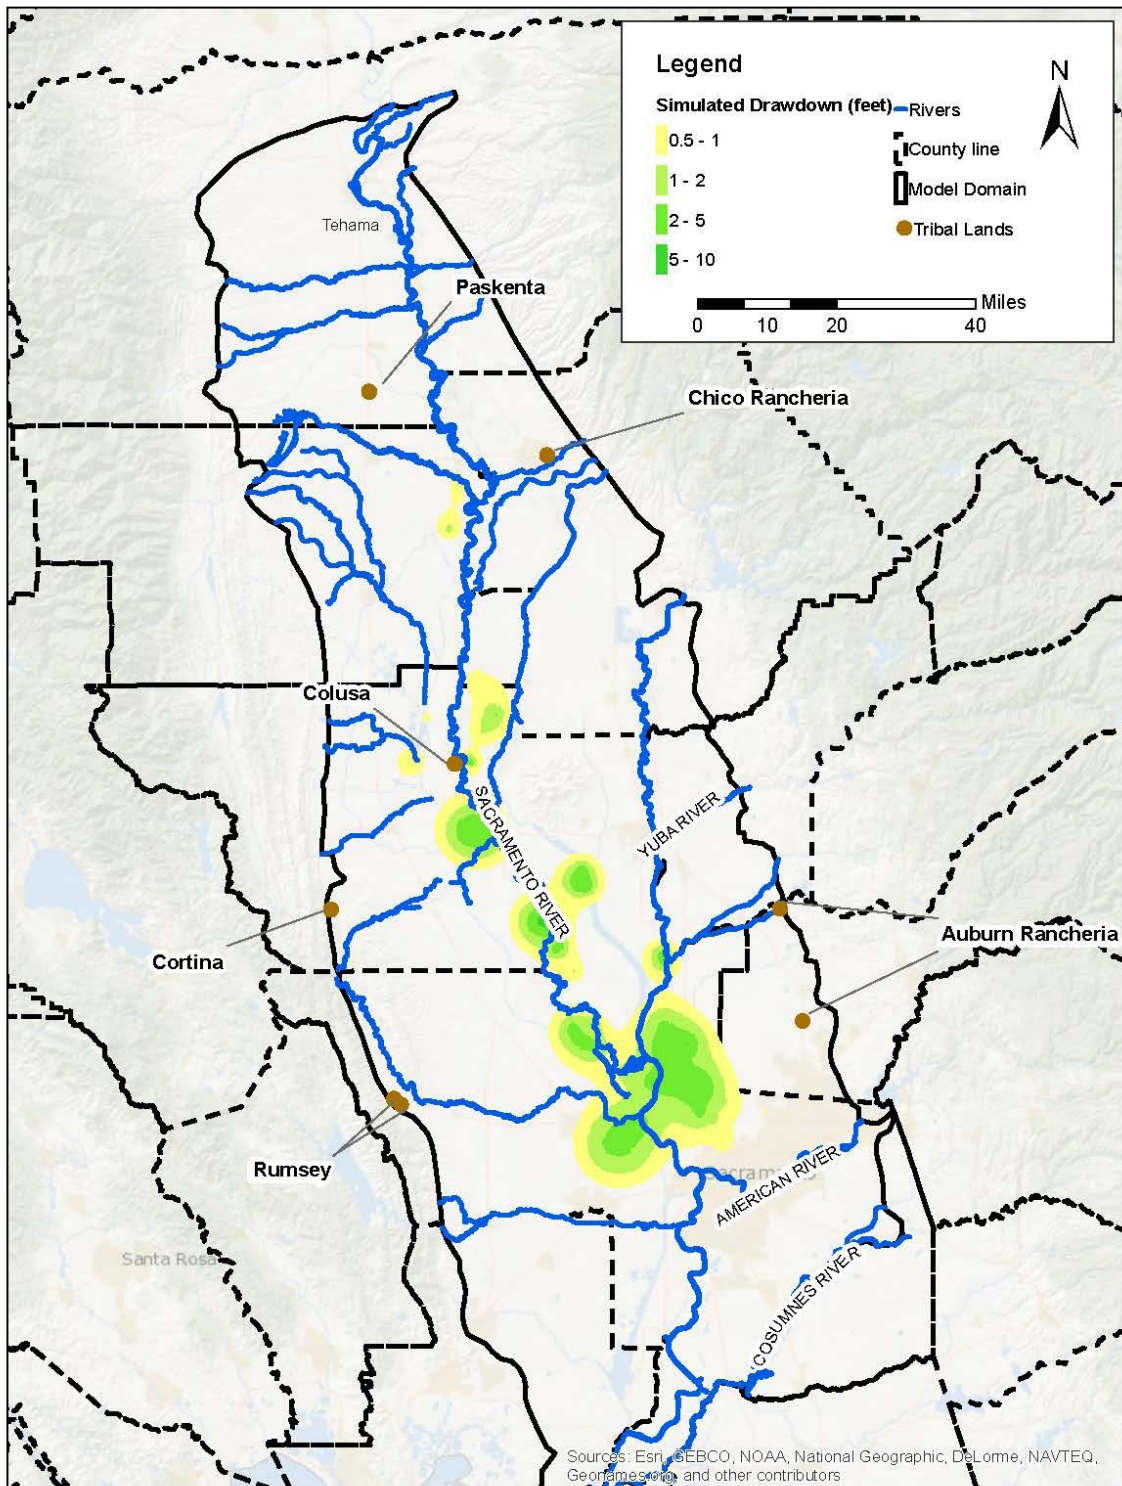 Legend
N
Simulated Drawdown (feet)
0.5 - 1
1 - 2
2 - 5
5 - 10
Rivers
County line
Model Domain
Tribal Lands
Miles
0 10 20 40
Tehama
Paskenta
Chico Rancheria
Colusa
SACRAMENTO RIVER
YUBA RIVER
Cortina
Auburn Rancheria
Rumsey
AMERICAN RIVER
Santa Rosa
COSUMNES RIVER
Sources: Esri, GEBCO, NOAA, National Geographic, DeLorme, NAVTEQ,
Geonames.org, and other contributors